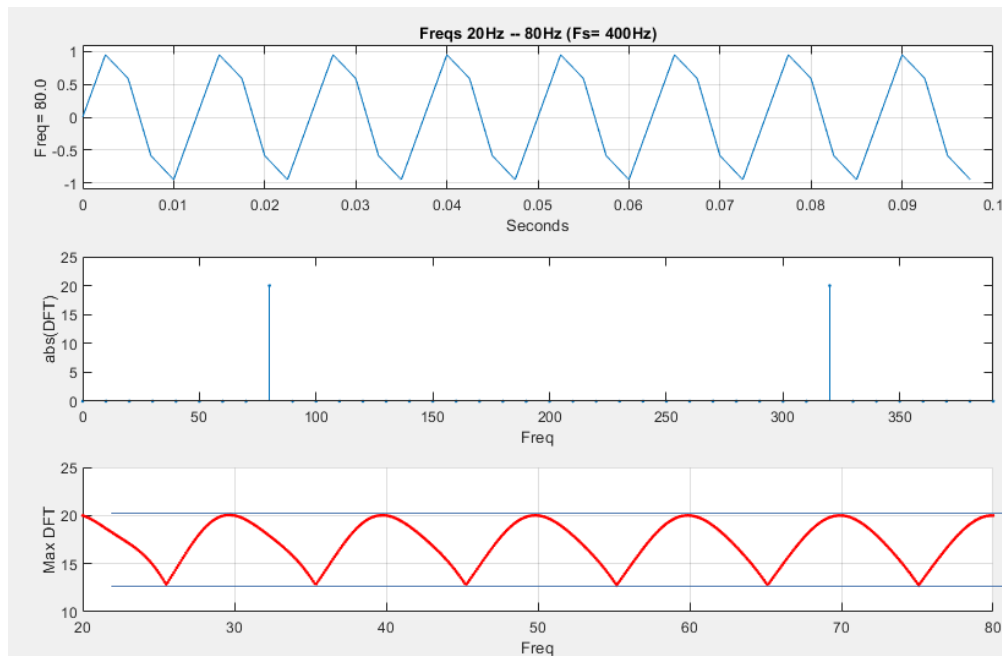 Freqs 20Hz -- 80Hz (Fs= 400Hz)
Freq= 80.0
1
0.5
0
-0.5
-1
0 0.01 0.02 0.03 0.04 0.05 0.06 0.07 0.08 0.09 0.1
Seconds
abs(DFT)
25
20
15
10
5
0
0 50 100 150 200 250 300 350
Freq
Max DFT
25
20
15
10
20 30 40 50 60 70 80
Freq